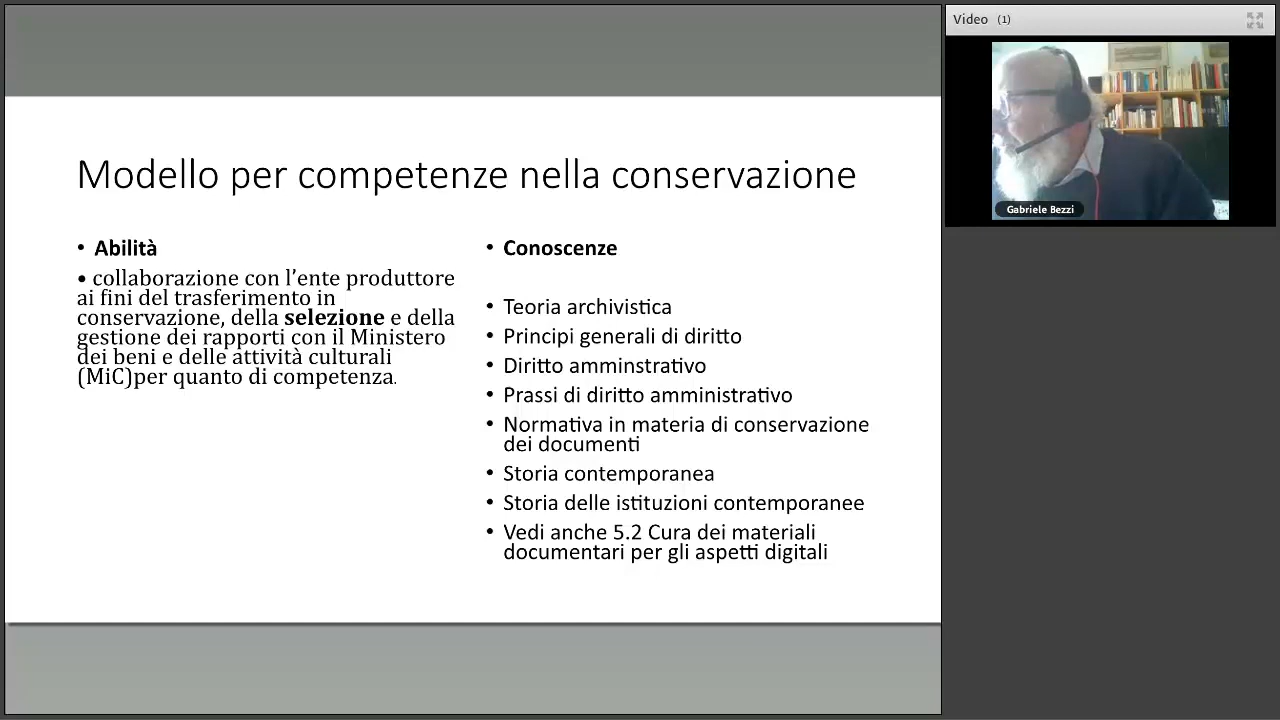 Video (1)
Gabriele Bezzi
Modello per competenze nella conservazione
• Abilità
• collaborazione con l’ente produttore
ai fini del trasferimento in
conservazione, della selezione e della
gestione dei rapporti con il Ministero
dei beni e delle attività culturali
(MiC)per quanto di competenza.
• Conoscenze
• Teoria archivistica
• Principi generali di diritto
• Diritto amminstrativo
• Prassi di diritto amministrativo
• Normativa in materia di conservazione
dei documenti
• Storia contemporanea
• Storia delle istituzioni contemporanee
• Vedi anche 5.2 Cura dei materiali
documentari per gli aspetti digitali